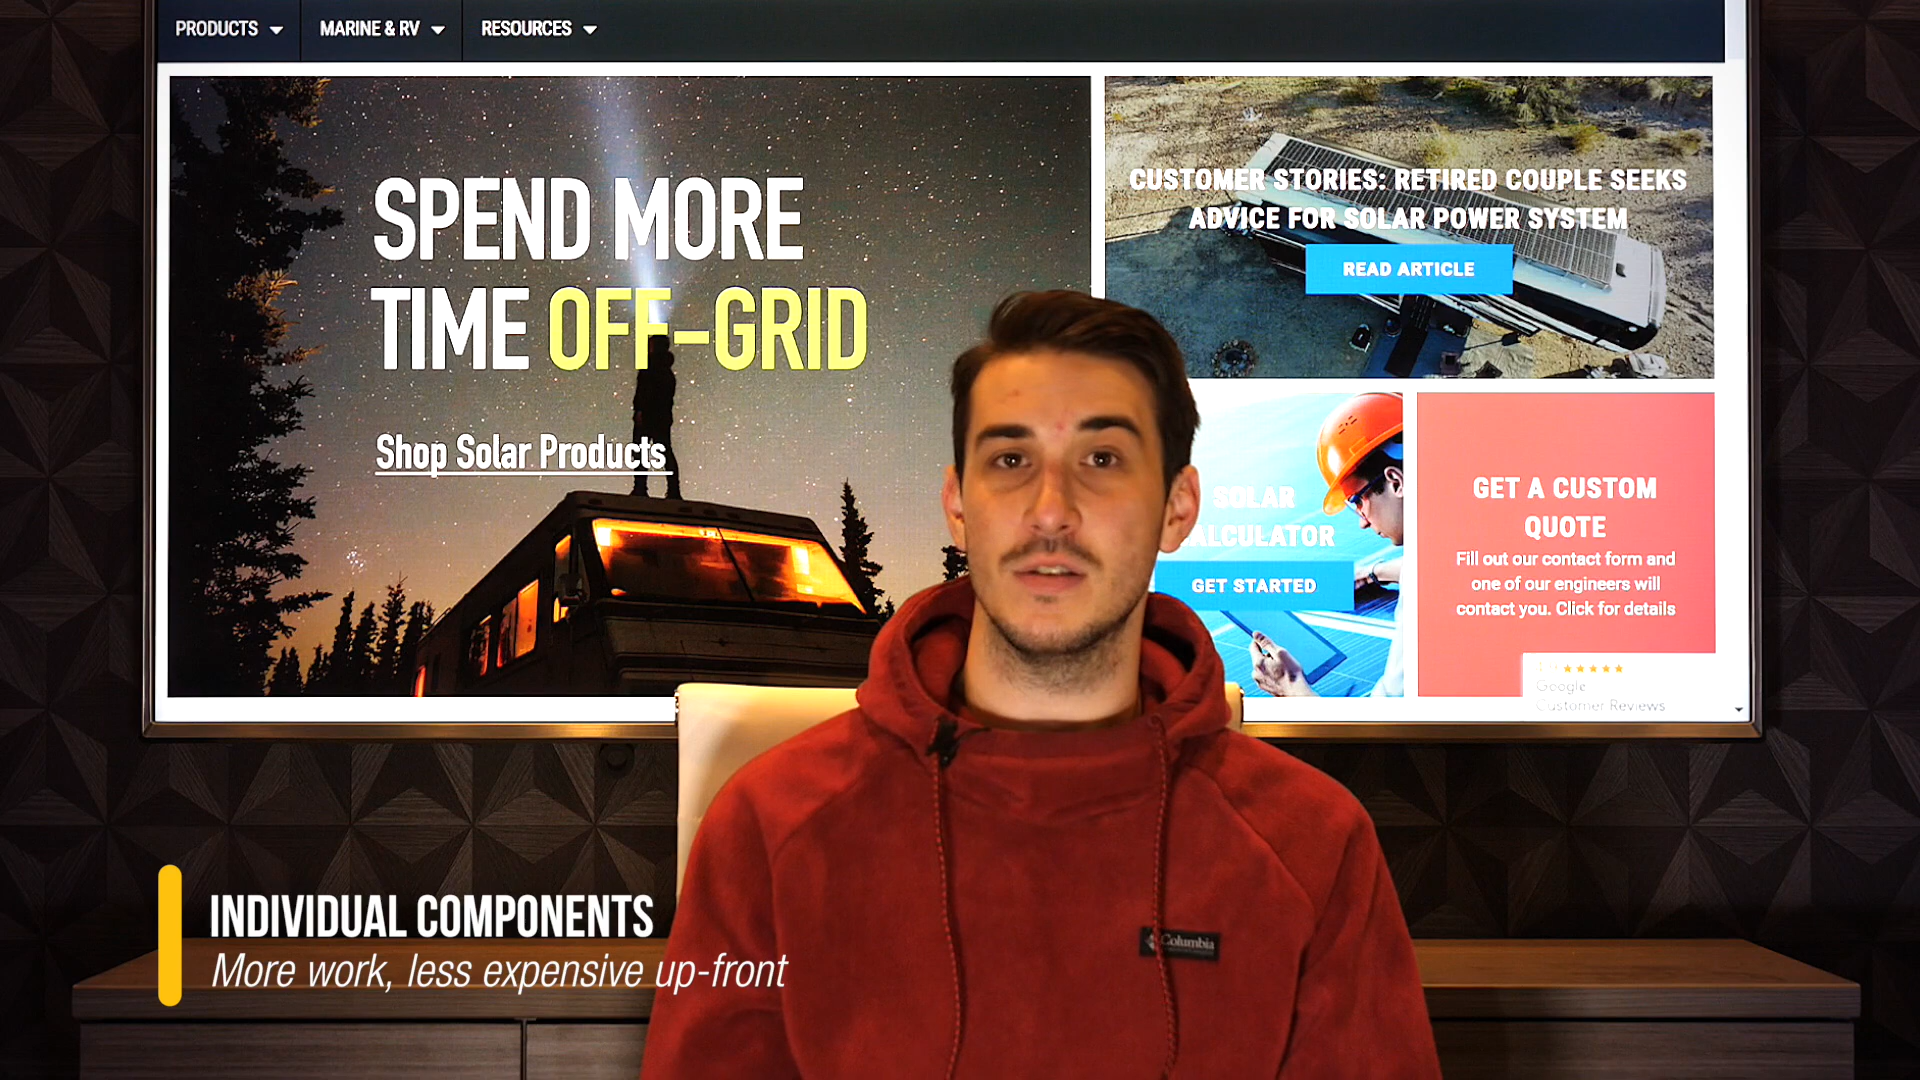 PRODUCTS
MARINE & RV
RESOURCES
SPEND MORE
TIME OFF-GRID
Shop Solar Products
CUSTOMER STORIES: RETIRED COUPLE SEEKS
ADVICE FOR SOLAR POWER SYSTEM
READ ARTICLE
SOLAR
ALCULATOR
GET STARTED
GET A CUSTOM
QUOTE
Fill out our contact form and
one of our engineers will
contact you. Click for details
Google
Customer Reviews
Columbia
INDIVIDUAL COMPONENTS
More work, less expensive up-front